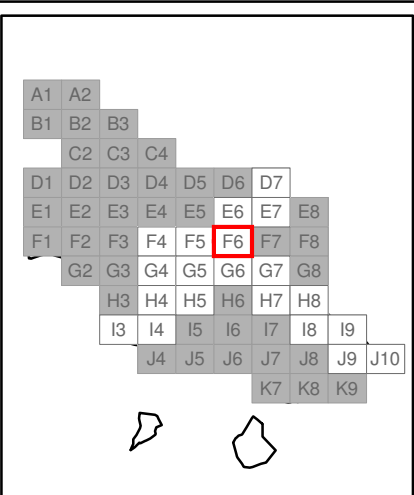 A1 A2
B1 B2 B3
C2 C3 C4
D1 D2 D3 D4 D5 D6 D7
E1 E2 E3 E4 E5 E6 E7 E8
F1 F2 F3 F4 F5 F6 F7 F8
G2 G3 G4 G5 G6 G7 G8
H3 H4 H5 H6 H7 H8
I3 I4 I5 I6 I7 I8 I9
J4 J5 J6 J7 J8 J9 J10
K7 K8 K9